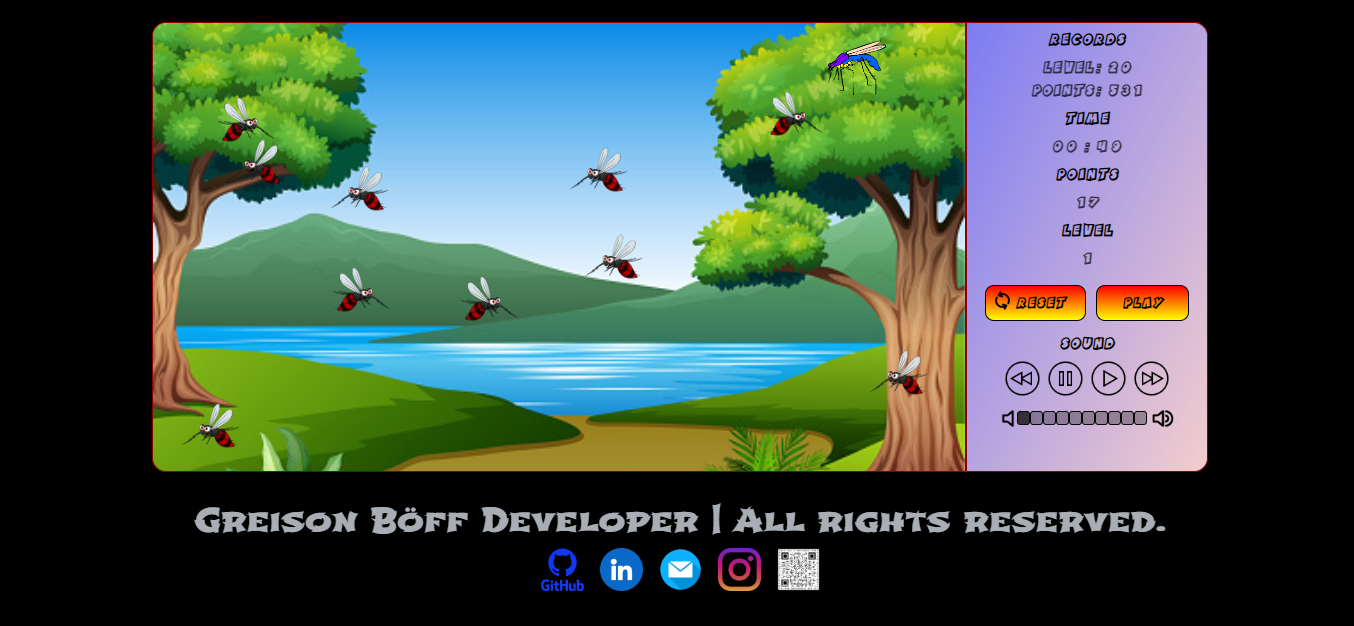 RECORDS
LEVEL: 20
POINTS: 531
TIME
00 : 40
POINTS
17
LEVEL
1
RESET PLAY
SOUND
Greison Böff Developer | All rights reserved.
GitHub in